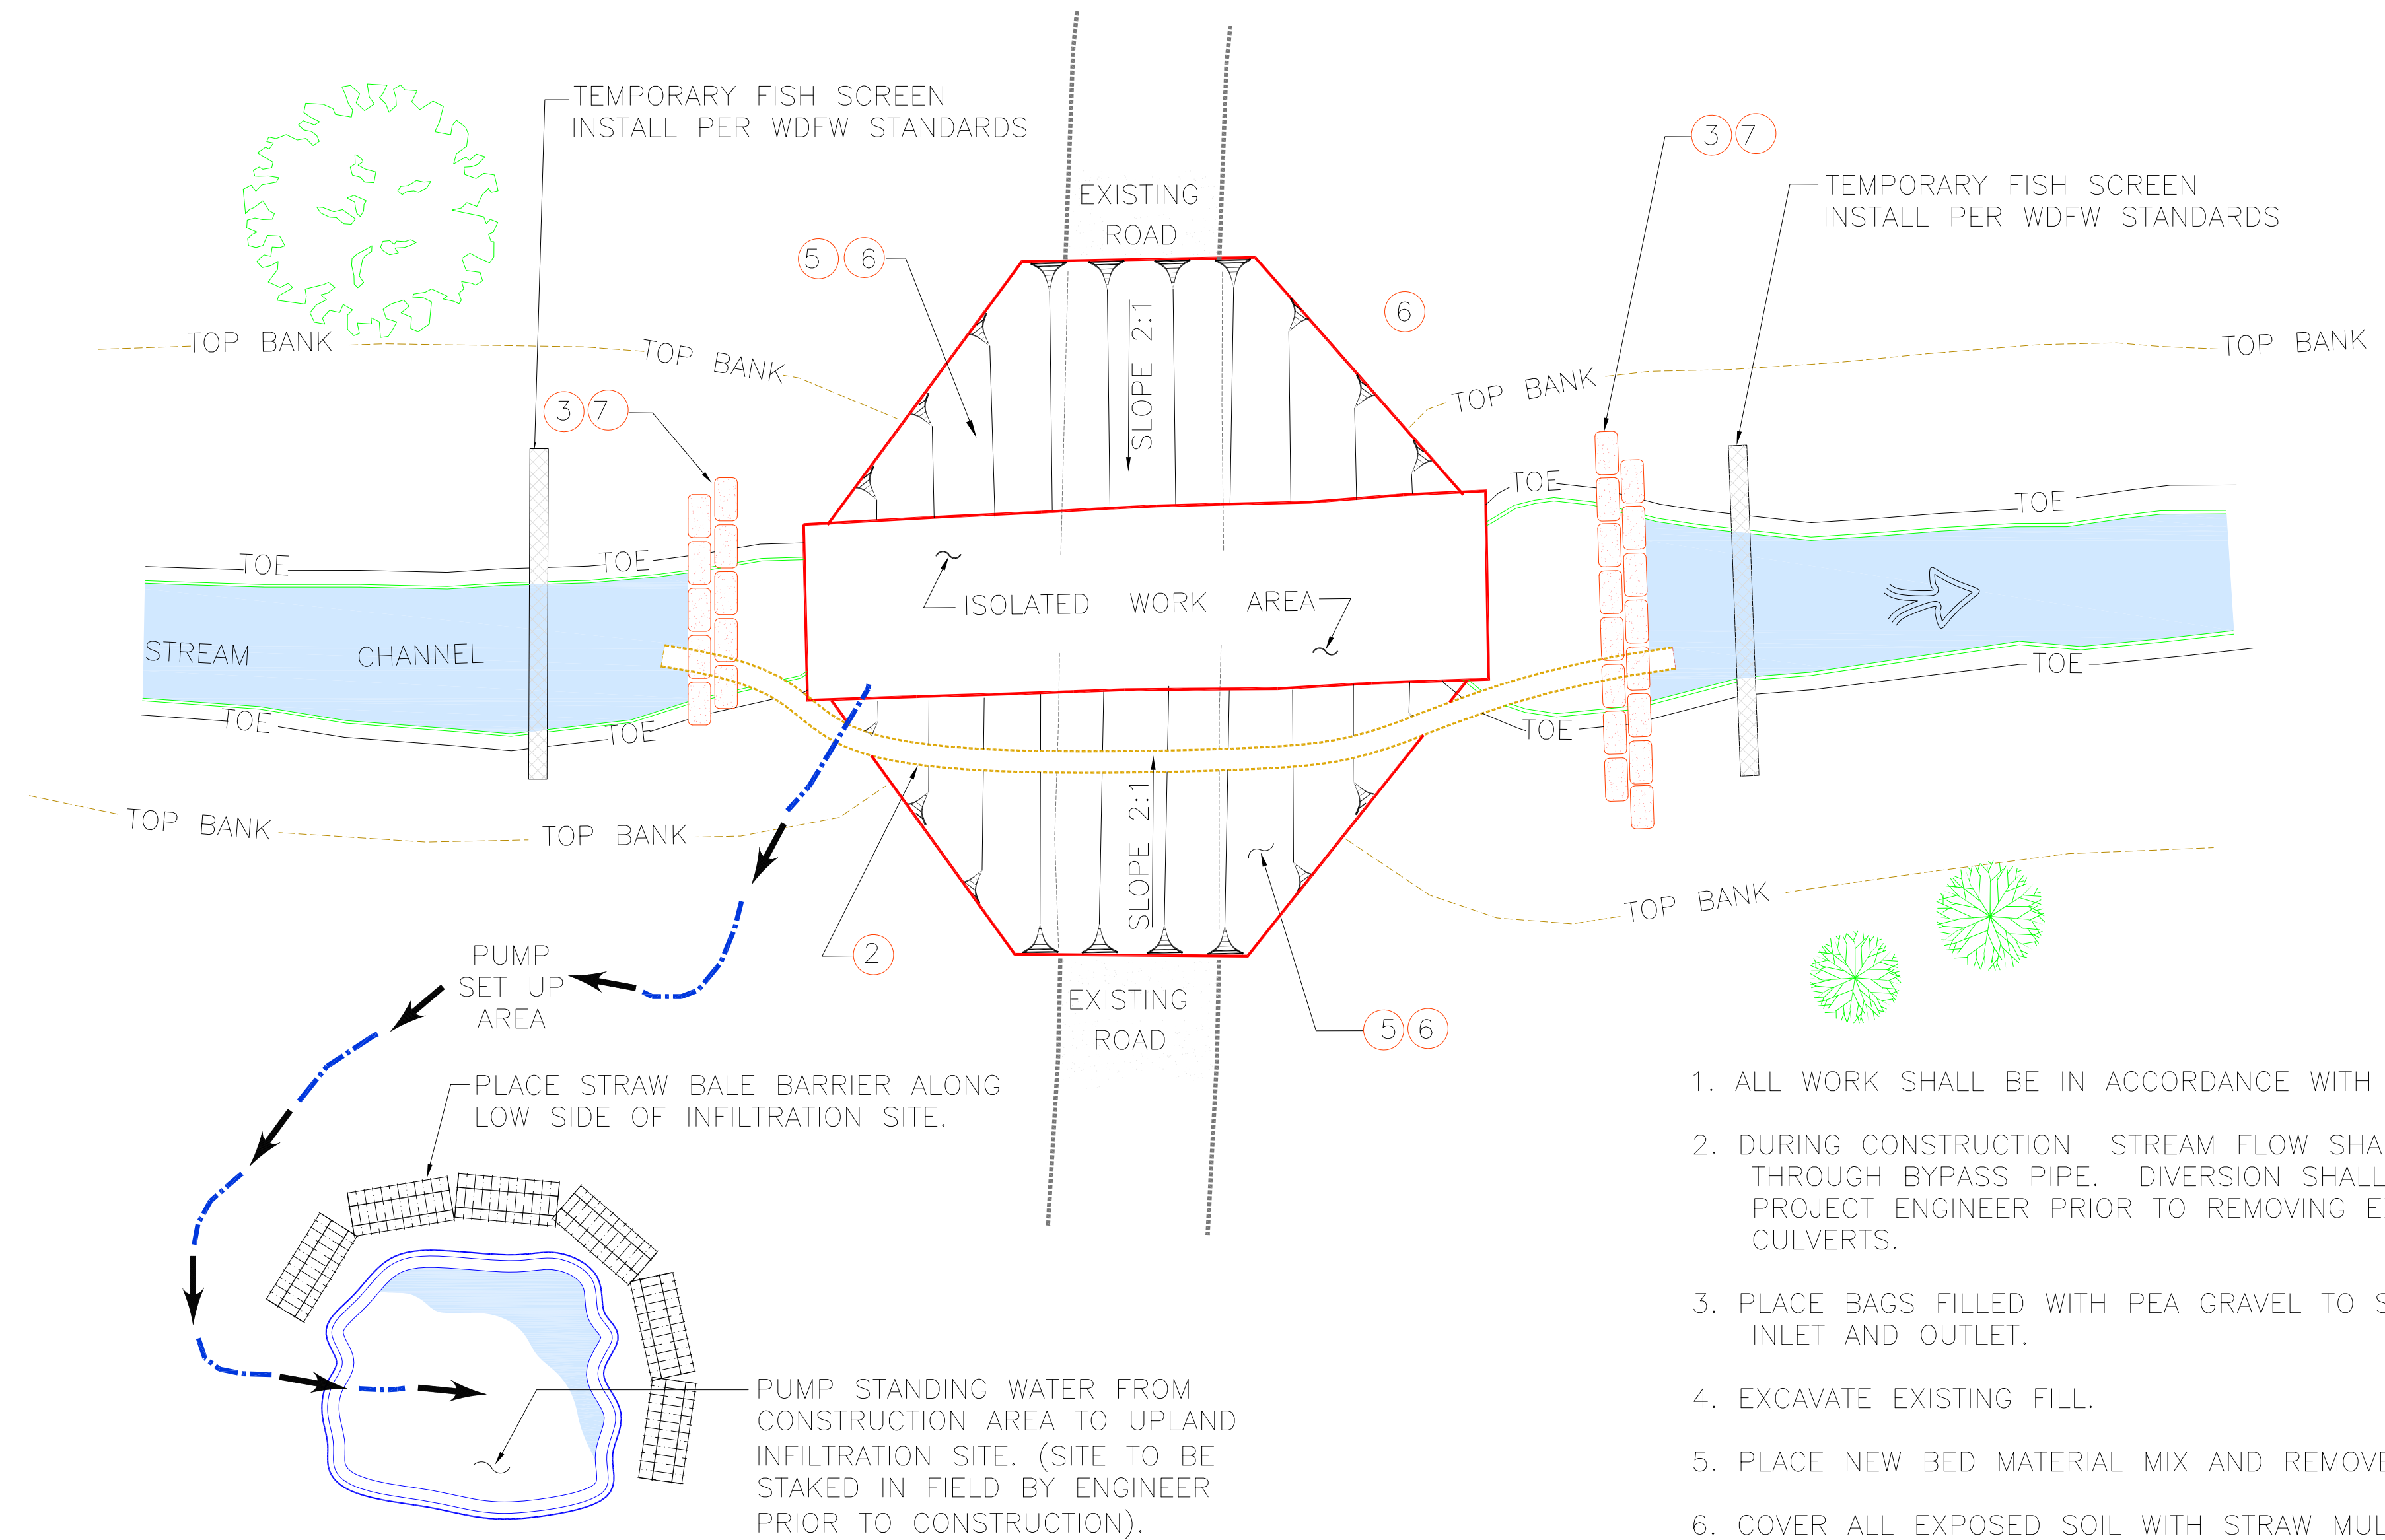 TEMPORARY FISH SCREEN
INSTALL PER WDFW STANDARDS
3 7
TEMPORARY FISH SCREEN
INSTALL PER WDFW STANDARDS
EXISTING
ROAD
5 6
6
SLOPE 2:1
TOP BANK
TOP BANK
TOP BANK
TOP BANK
3 7
TOE
TOE
TOE
TOE
ISOLATED WORK AREA
STREAM CHANNEL
TOE
TOE
TOE
TOE
TOP BANK
TOP BANK
SLOPE 2:1
TOP BANK
2
PUMP
SET UP
AREA
EXISTING
ROAD
5 6
PLACE STRAW BALE BARRIER ALONG
LOW SIDE OF INFILTRATION SITE.
PUMP STANDING WATER FROM
CONSTRUCTION AREA TO UPLAND
INFILTRATION SITE. (SITE TO BE
STAKED IN FIELD BY ENGINEER
PRIOR TO CONSTRUCTION).
1. ALL WORK SHALL BE IN ACCORDANCE WITH
2. DURING CONSTRUCTION STREAM FLOW
THROUGH BYPASS PIPE. DIVERSION SHALL
PROJECT ENGINEER PRIOR TO REMOVING
CULVERTS.
3. PLACE BAGS FILLED WITH PEA GRAVEL TO
INLET AND OUTLET.
4. EXCAVATE EXISTING FILL.
5. PLACE NEW BED MATERIAL MIX AND REMOVE
6. COVER ALL EXPOSED SOIL WITH STRAW